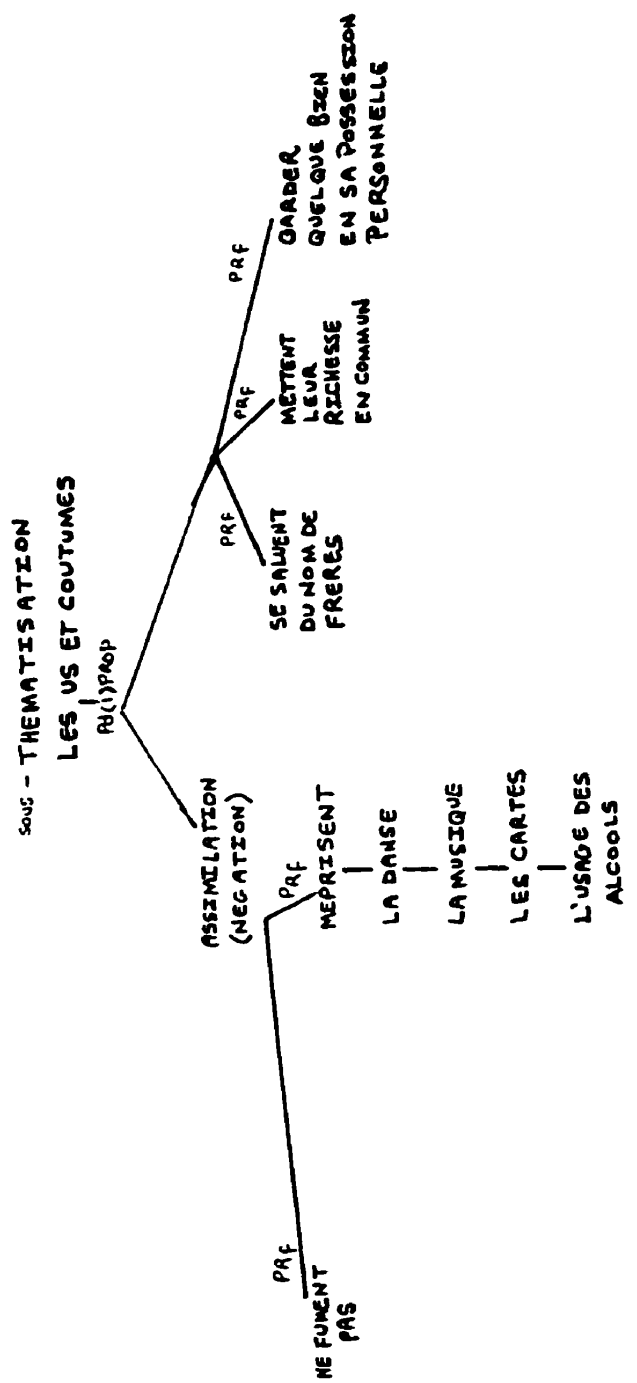 SOUS - THEMATISATION
LES US ET COUTUMES
Pd(1)PROP
ASSIMILATION
(NEGATION)
PRf
NE FUMENT
PAS
PRf
MEPRISENT
LA DANSE
LA MUSIQUE
LES CARTES
L'USAGE DES
ALCOOLS
PRf
SE SALUENT
DU NOM DE
FRERES
PRf
METTENT
LEUR
RICHESSE
EN COMMUN
PRf
GARDER
QUELQUE BIEN
EN SA POSSESSION
PERSONNELLE